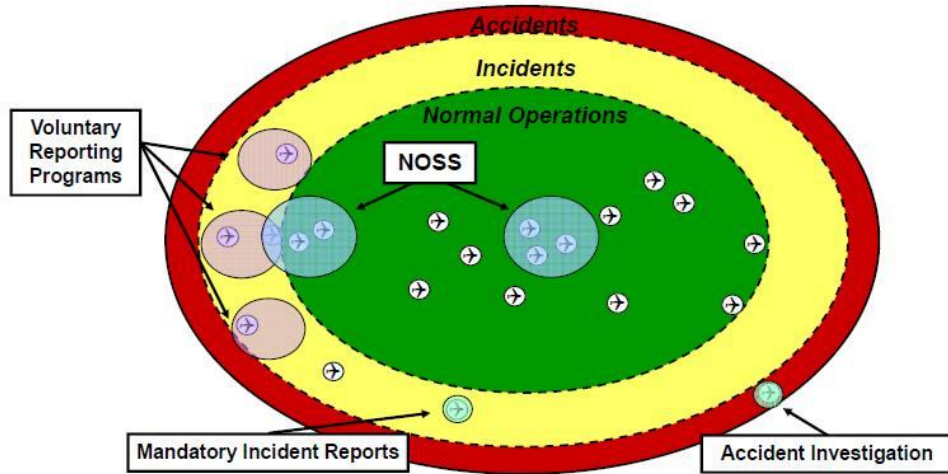 Accidents
Incidents
Normal Operations
Voluntary
Reporting
Programs
NOSS
Mandatory Incident Reports
Accident Investigation